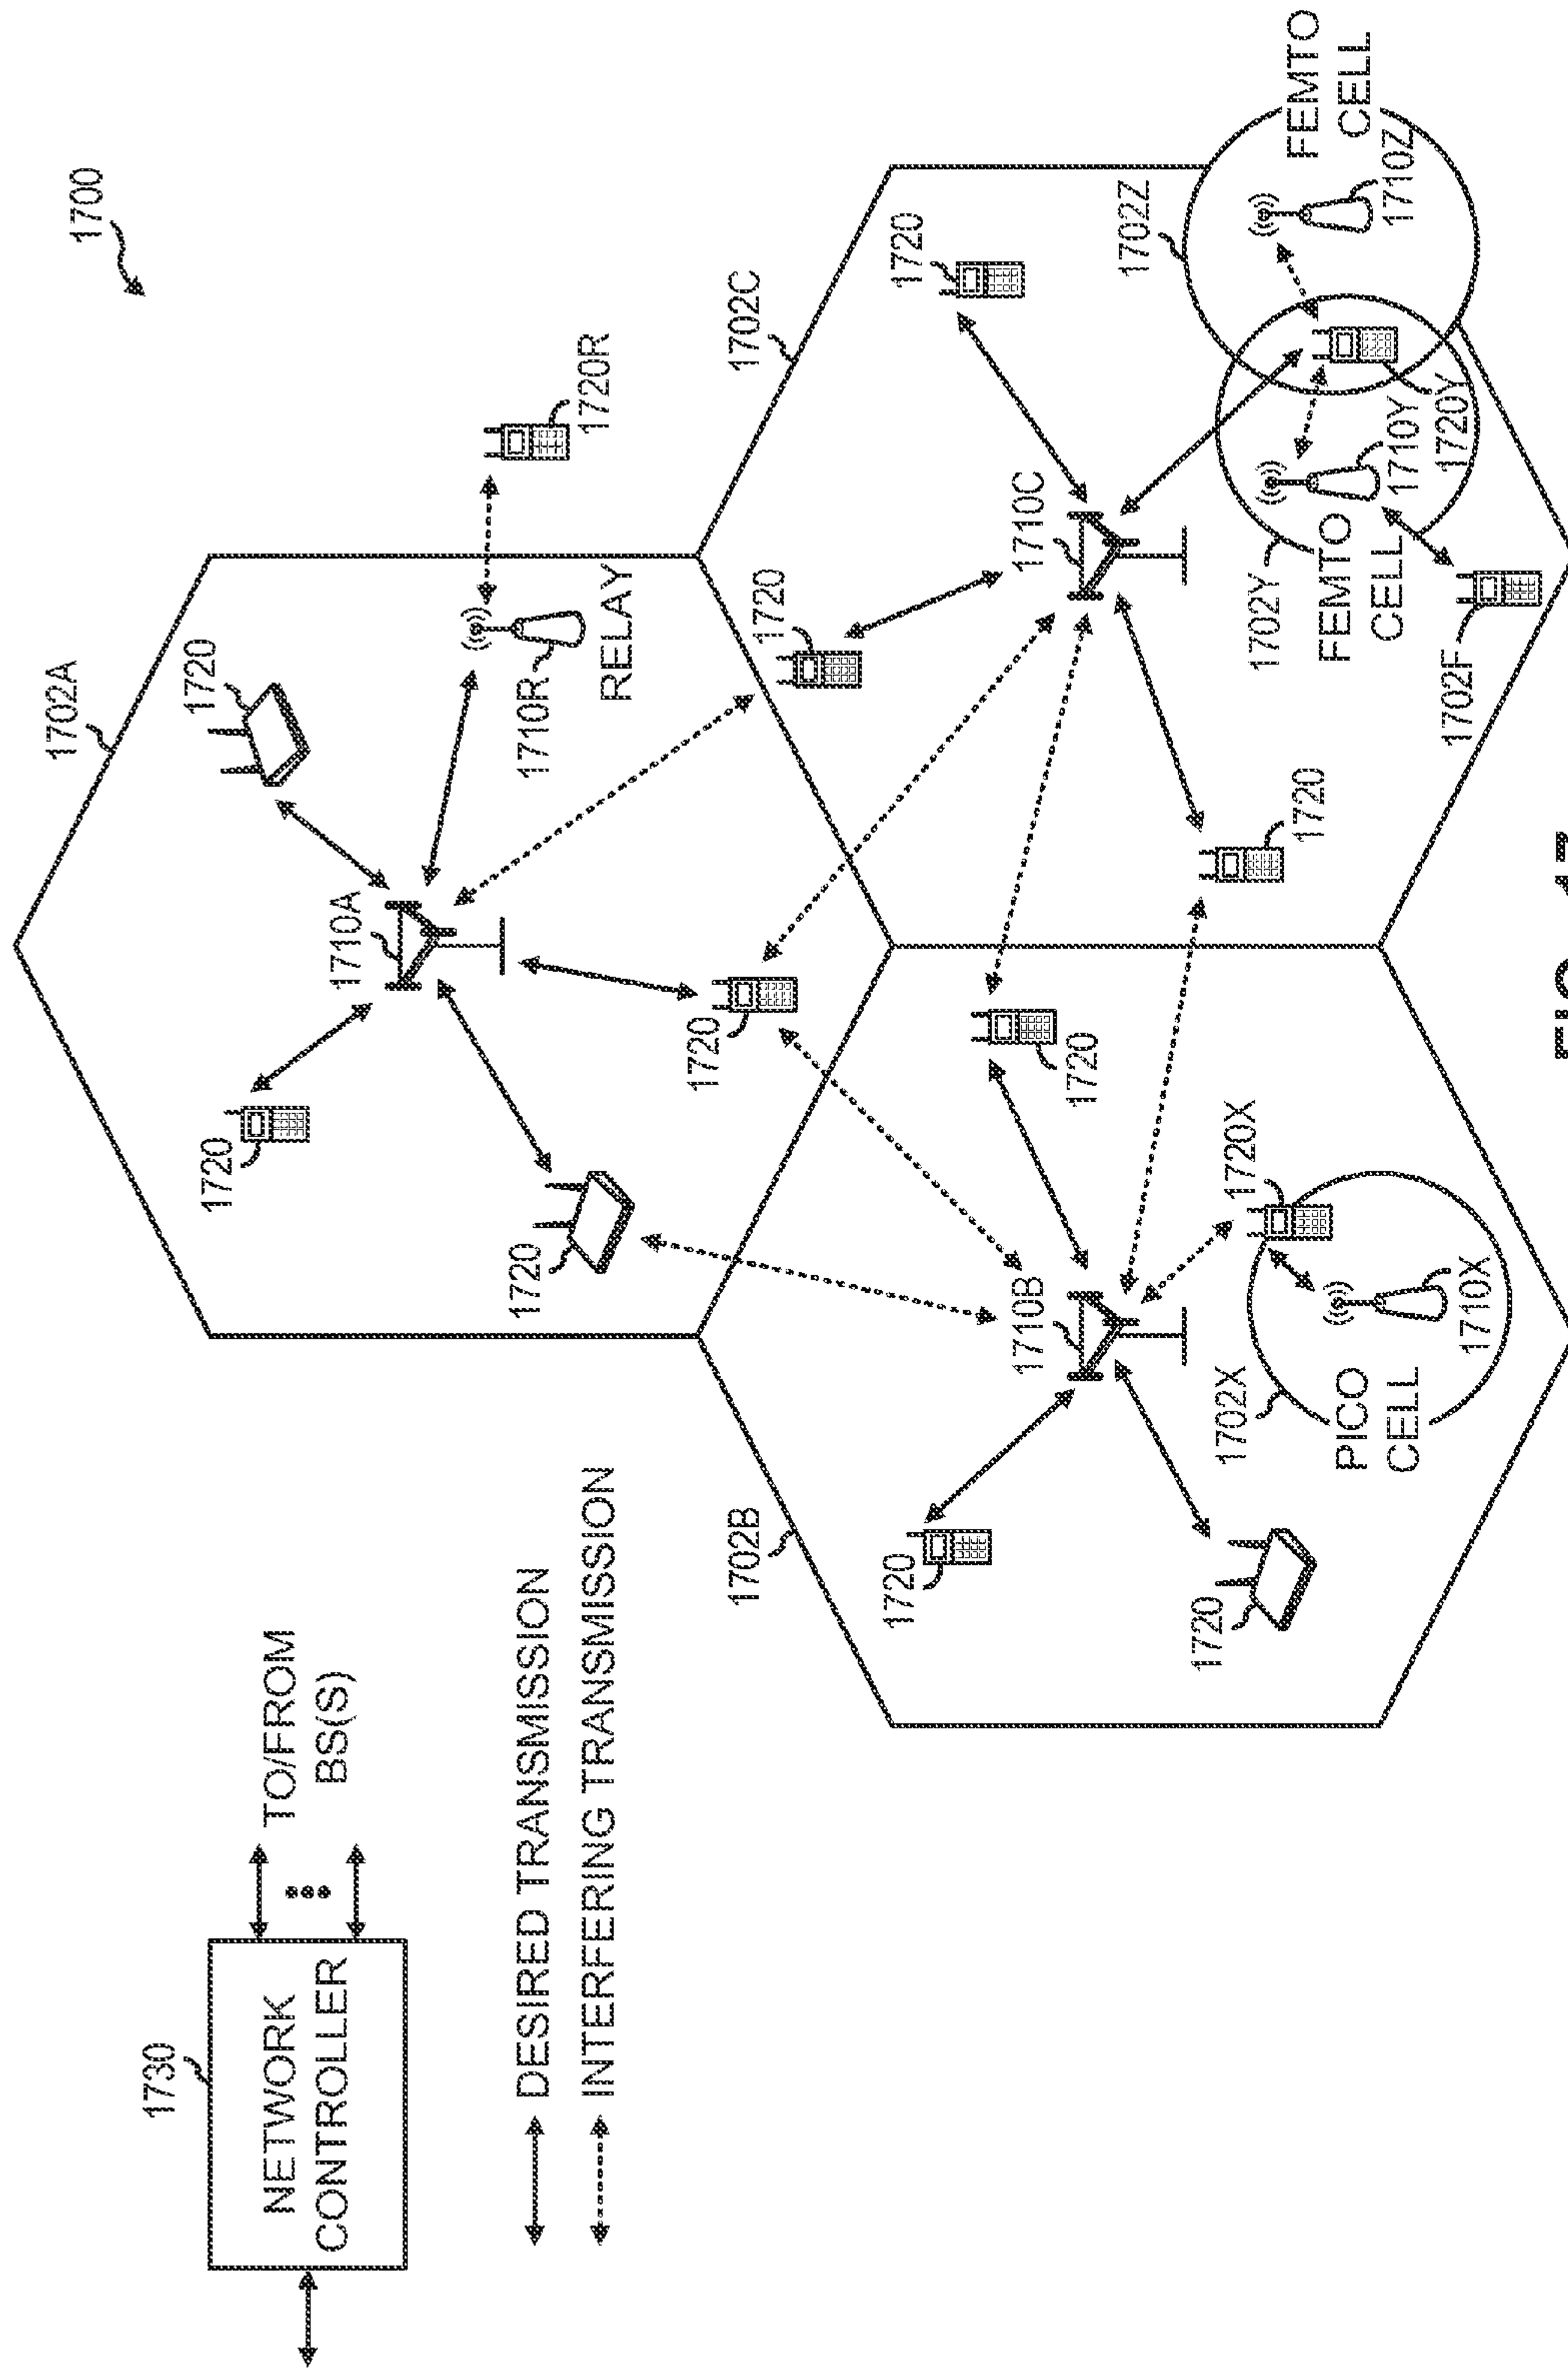 1702A
1700
1730
1720
1720
NETWORK
CONTROLLER
TO/FROM
BS(S)
1710A
DESIRED TRANSMISSION
INTERFERING TRANSMISSION
1720
1710R
1720R
RELAY
1720
1702B
1702C
1720
1720
1720
1710B
1710C
1720
1702Z
1720
1702X
1720X
1702Y
1720
FEMTO
CELL
FEMTO
CELL
PICO
CELL
1710Z
1710Y
1720Y
1702F
1710X